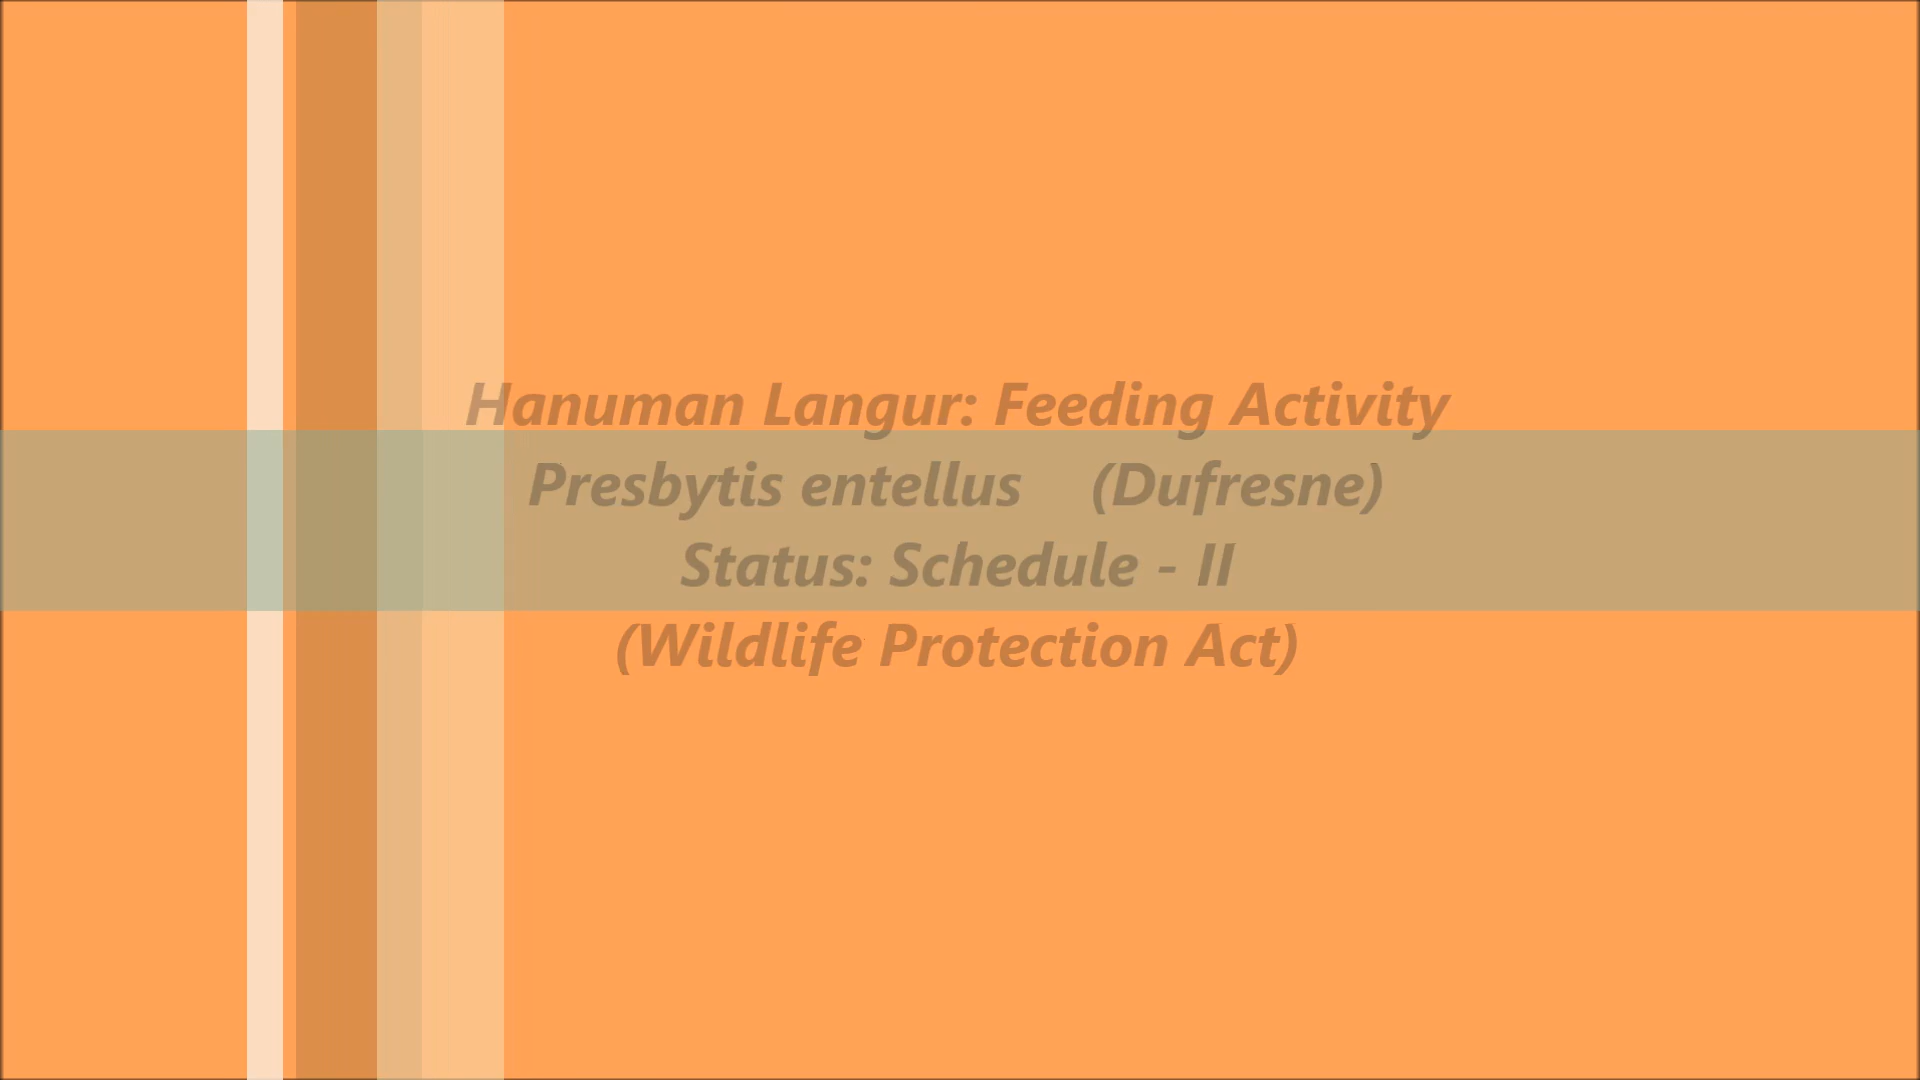 Hanuman Langur: Feeding Activity
Presbytis entellus (Dufresne)
Status: Schedule - II
(Wildlife Protection Act)